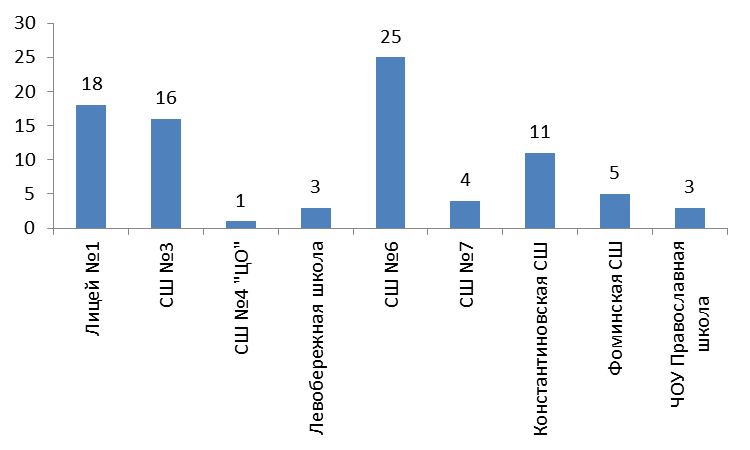 30
25
20
15
10
5
0
18
16
1
3
25
4
11
5
3
Лицей №1
СШ №3
СШ №4 "ЦО"
Левобережная школа
СШ №6
СШ №7
Константиновская СШ
Фоминская СШ
ЧОУ Православная
школа